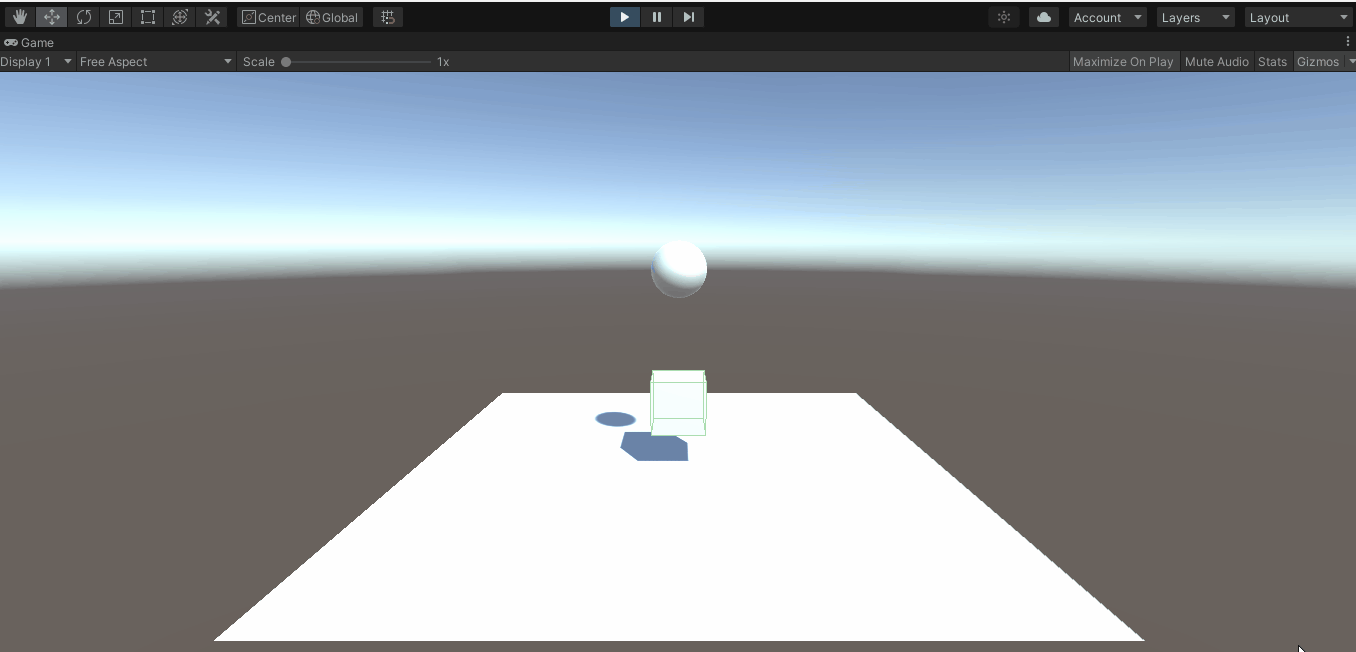 Center Global Account Layers Layout
Game
Display 1 Free Aspect Scale 1x Maximize On Play Mute Audio Stats Gizmos